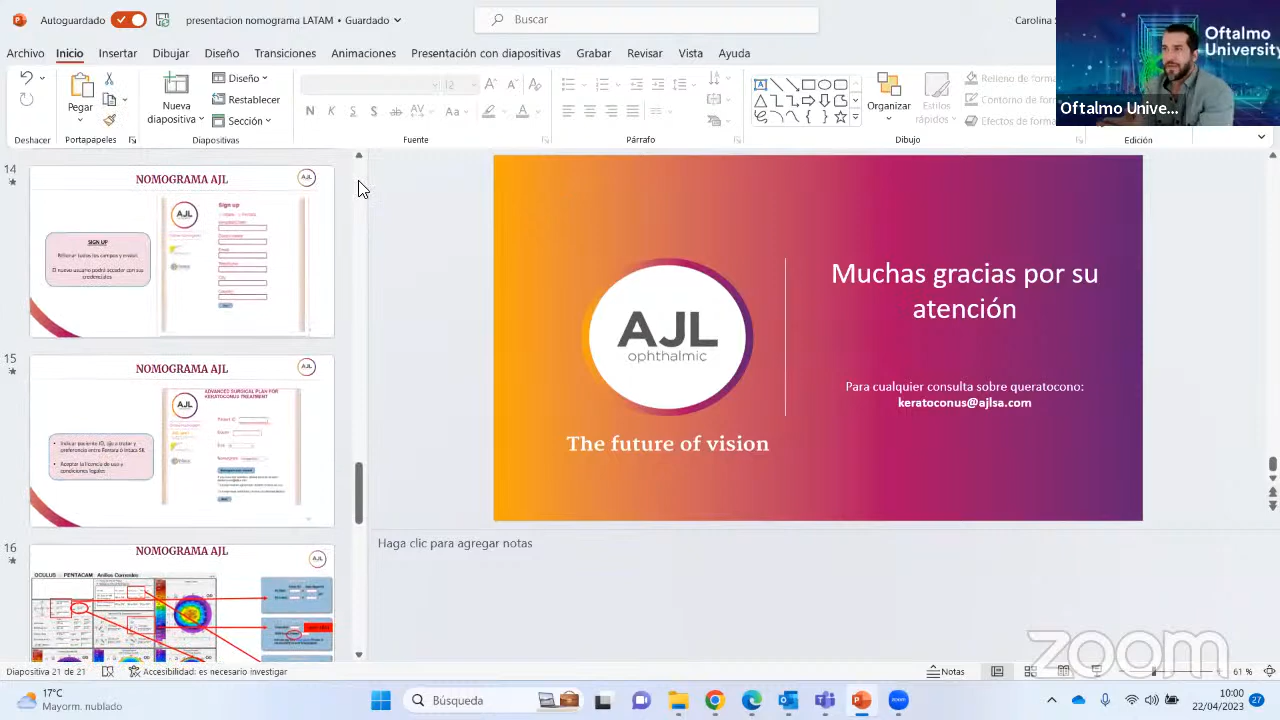 Autoguardado
presentacion nomograma LATAM • Guardado
Buscar
Carolina
Oftalmo
University
Oftalmo Unive...
Inicio
Insertar
Dibujar
Diseño
Transiciones
Animaciones
Presentación con diapositivas
Grabar
Revisar
Vista
Ayuda
Pegar
Nueva
diapositiva
Diseño
Restablecer
Sección
Organizar
Estilos
rápidos
Relleno de forma
Efectos de forma
Deshacer
Portapapeles
Diapositivas
Fuente
Párrafo
Dibujo
Edición
14
NOMOGRAMA AJL
AJL
AJL
Sign up
SIGN UP
15
NOMOGRAMA AJL
AJL
AJL
ADVANCED SURGICAL PLAN FOR
KERATOCONUS TREATMENT
16
NOMOGRAMA AJL
AJL
OCULUS - PENTACAM
AJL
ophthalmic
The future of vision
Muchas gracias por su
atención
Para cualquier consulta sobre queratocono:
keratoconus@ajlsa.com
Haga clic para agregar notas
zoom
Diapositiva 21 de 21
Accesibilidad: es necesario investigar
Notas
61 %
17°C
Mayorm. nublado
Búsqueda
zoom
10:00
22/04/2023
27